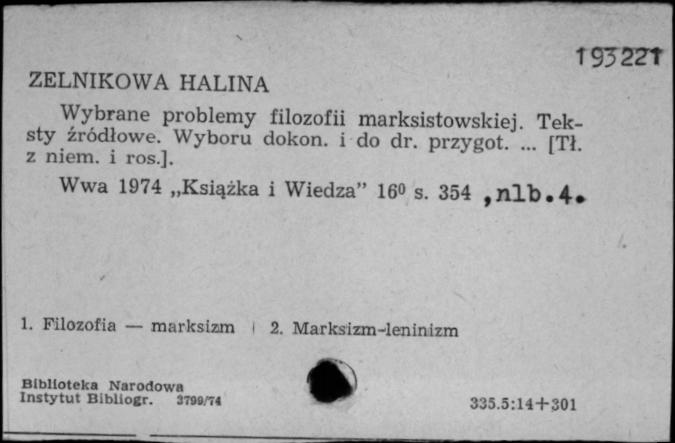 193221
ZELNIKOWA HALINA
Wybrane problemy filozofii marksistowskiej. Tek-
sty źródłowe. Wyboru dokon. i do dr. przygot. ... [Tł.
z niem. i ros.].
Wwa 1974 „Książka i Wiedza” 16⁰ s. 354 ,nlb.4.
1. Filozofia — marksizm | 2. Marksizm-leninizm
Biblioteka Narodowa
Instytut Bibliogr. 3799/74
335.5:14+301